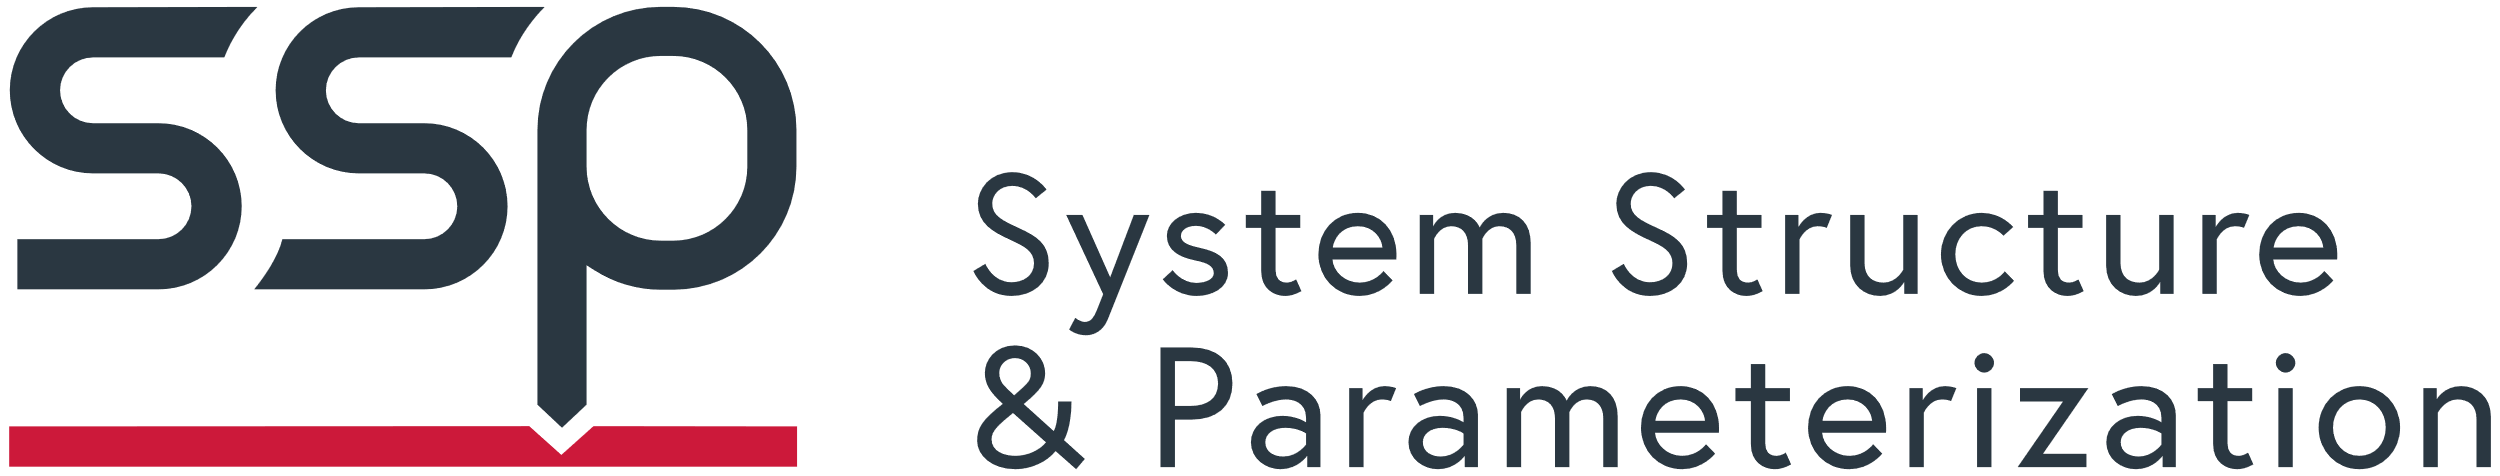 ssp
System Structure
& Parameterization